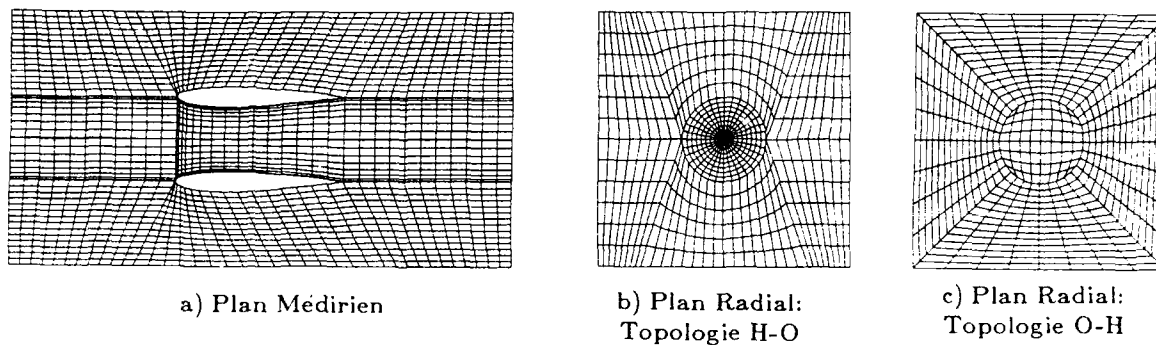 a) Plan Médirien
b) Plan Radial:
Topologie H-O
c) Plan Radial:
Topologie O-H